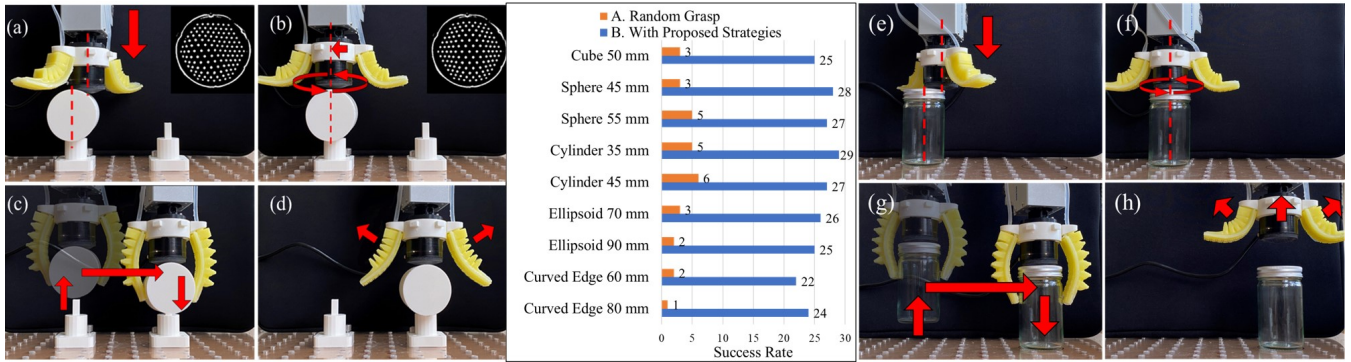 (a)
(b)
(c)
(d)
A. Random Grasp
B. With Proposed Strategies
Cube 50 mm
3
25
Sphere 45 mm
3
28
Sphere 55 mm
5
27
Cylinder 35 mm
5
29
Cylinder 45 mm
6
27
Ellipsoid 70 mm
3
26
Ellipsoid 90 mm
2
25
Curved Edge 60 mm
2
22
Curved Edge 80 mm
1
24
0 5 10 15 20 25 30
Success Rate
(e)
(f)
(g)
(h)